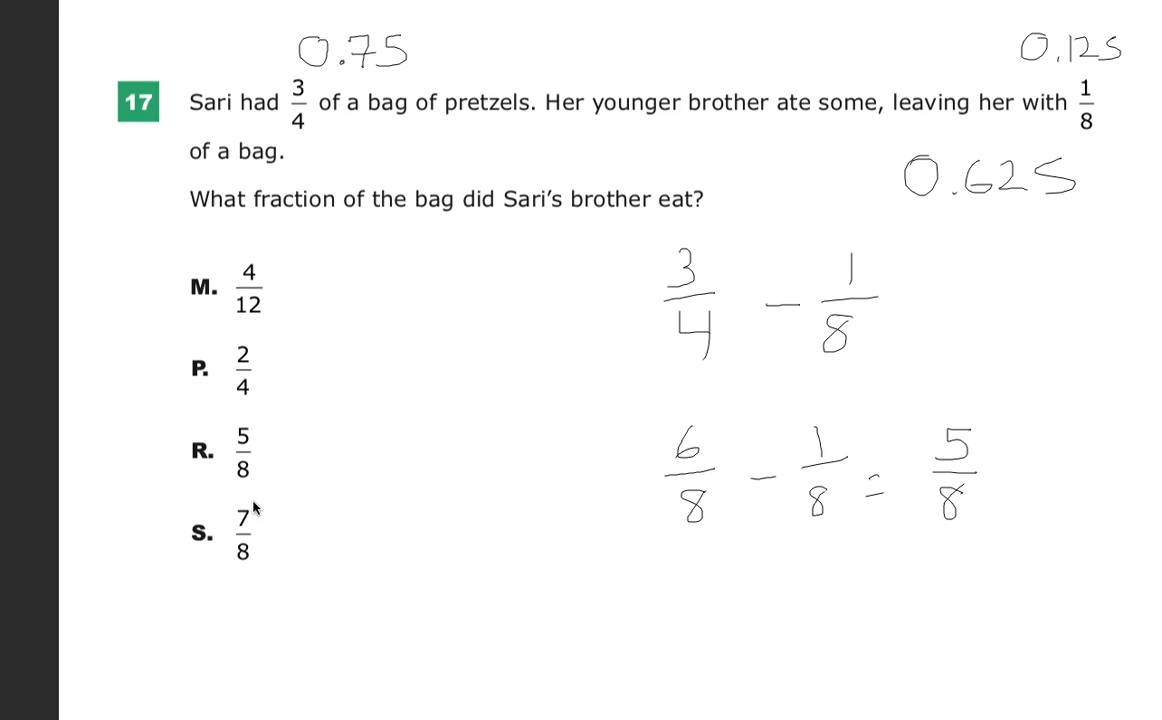 0.75 0.125
17 Sari had 3/4 of a bag of pretzels. Her younger brother ate some, leaving her with 1/8
of a bag.
0.625
What fraction of the bag did Sari's brother eat?
3/4 - 1/8
M. 4/12
P. 2/4
R. 5/8
6/8 - 1/8 = 5/8
S. 7/8